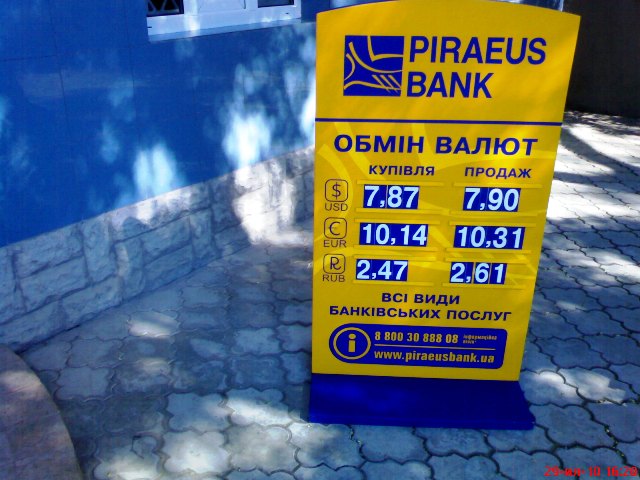 PIRAEUS
BANK
ОБМІН ВАЛЮТ
КУПІВЛЯ ПРОДАЖ
$ USD 7,87 7,90
€ EUR 10,14 10,31
RUB 2,47 2,61
ВСІ ВИДИ
БАНКІВСЬКИХ ПОСЛУГ
i 8 800 30 888 08 інформаційна
www.piraeusbank.ua